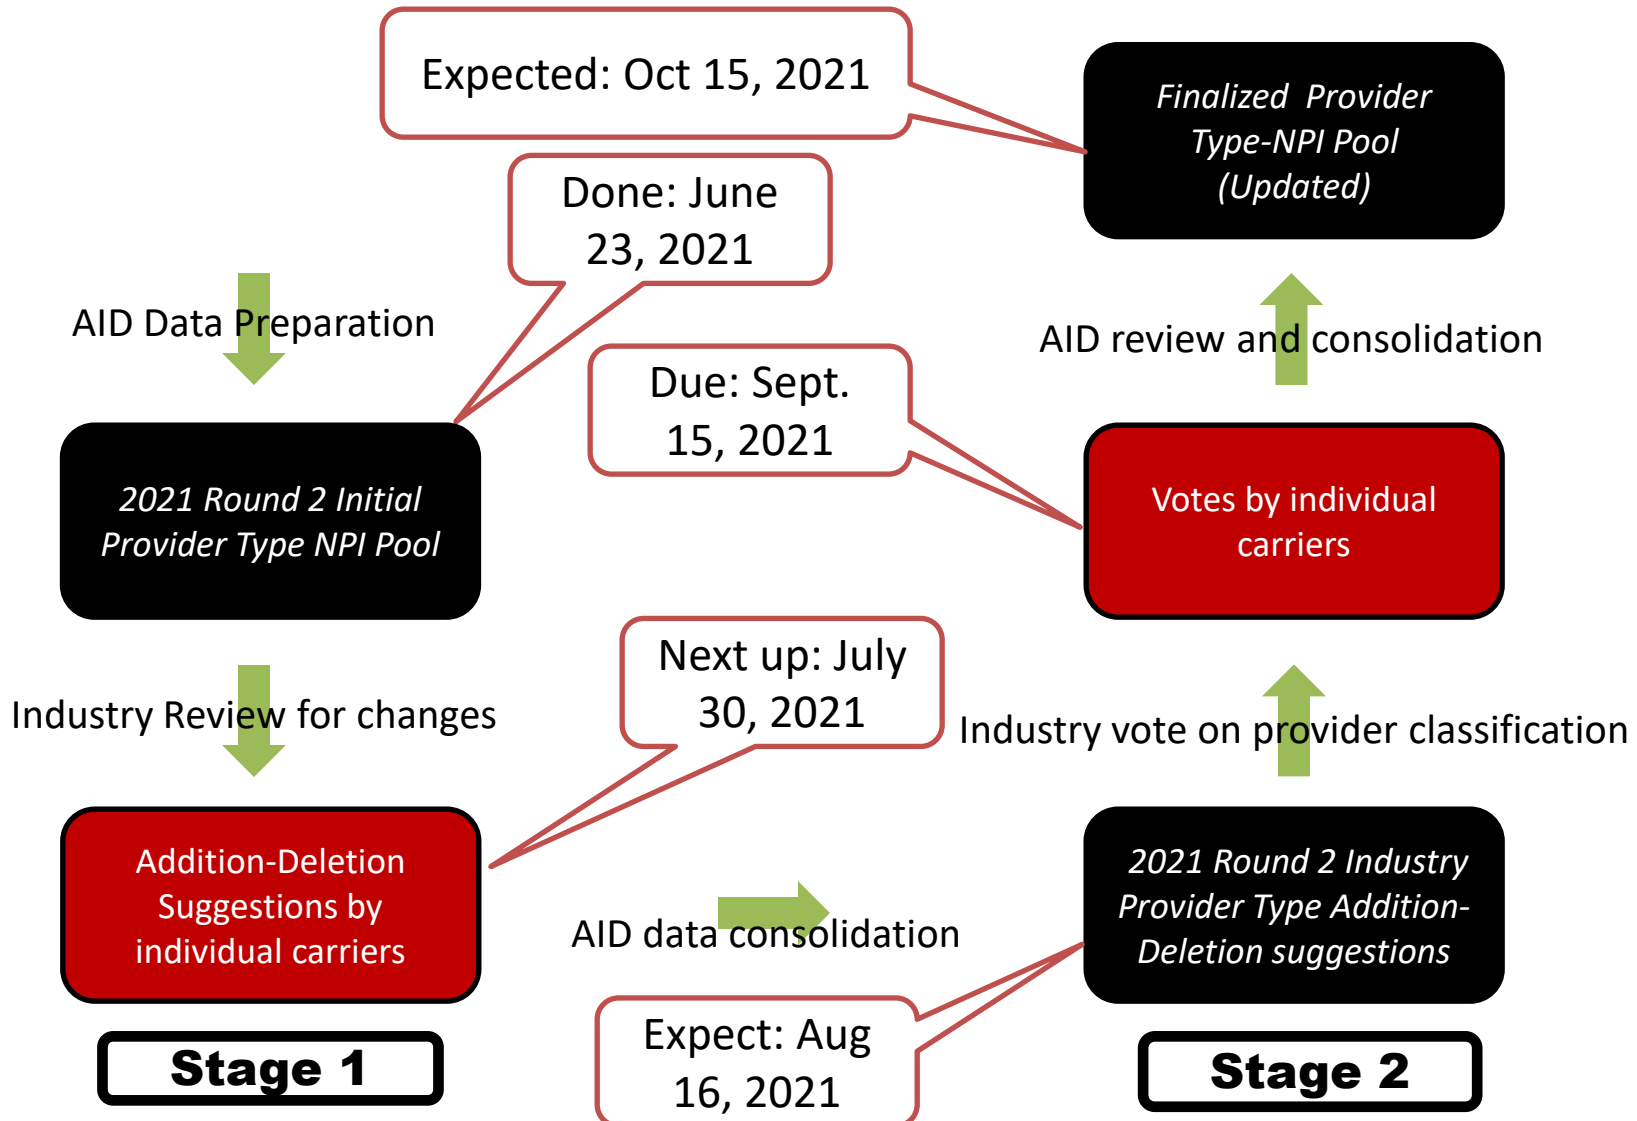 Expected: Oct 15, 2021
Finalized  Provider
Type-NPI Pool
(Updated)
Done: June
23, 2021
AID Data Preparation
AID review and consolidation
Due: Sept.
15, 2021
2021 Round 2 Initial
Provider Type NPI Pool
Votes by individual
carriers
Next up: July
30, 2021
Industry Review for changes
Industry vote on provider classification
Addition-Deletion
Suggestions by
individual carriers
AID data consolidation
2021 Round 2 Industry
Provider Type Addition-
Deletion suggestions
Expect: Aug
16, 2021
Stage 1
Stage 2